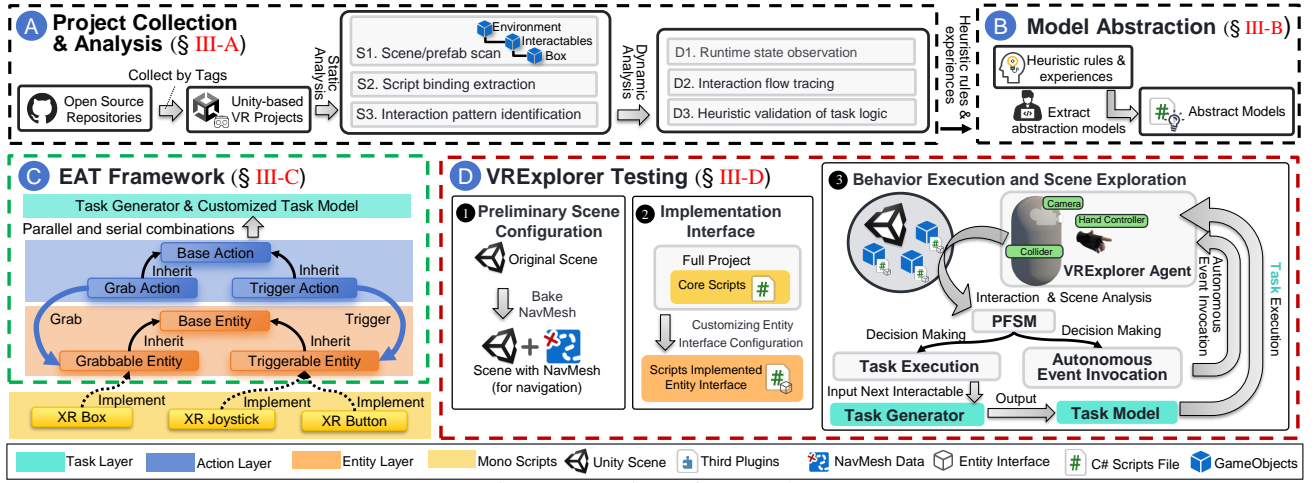 A Project Collection
& Analysis (§ III-A)
Collect by Tags
Open Source
Repositories
Unity-based
VR Projects
Static
Analysis
S1. Scene/prefab scan
Environment
Interactables
Box
S2. Script binding extraction
S3. Interaction pattern identification
Dynamic
Analysis
D1. Runtime state observation
D2. Interaction flow tracing
D3. Heuristic validation of task logic
Heuristic rules &
experiences
B Model Abstraction (§ III-B)
Heuristic rules &
experiences
Extract
abstraction models
Abstract Models
C EAT Framework (§ III-C)
Task Generator & Customized Task Model
Parallel and serial combinations
Base Action
Inherit
Inherit
Grab Action
Trigger Action
Grab
Trigger
Base Entity
Inherit
Inherit
Grabbable Entity
Triggerable Entity
Implement
Implement
Implement
XR Box
XR Joystick
XR Button
D VRExplorer Testing (§ III-D)
1 Preliminary Scene
Configuration
Original Scene
Bake
NavMesh
Scene with NavMesh
(for navigation)
2 Implementation
Interface
Full Project
Core Scripts
Customizing Entity
Interface Configuration
Scripts Implemented
Entity Interface
3 Behavior Execution and Scene Exploration
Camera
Hand Controller
Collider
VRExplorer Agent
Interaction & Scene Analysis
PFSM
Decision Making
Decision Making
Task Execution
Autonomous
Event Invocation
Input Next Interactable
Task Generator
Output
Task Model
Autonomous
Event Invocation
Task Execution
Task Layer
Action Layer
Entity Layer
Mono Scripts
Unity Scene
Third Plugins
NavMesh Data
Entity Interface
C# Scripts File
GameObjects